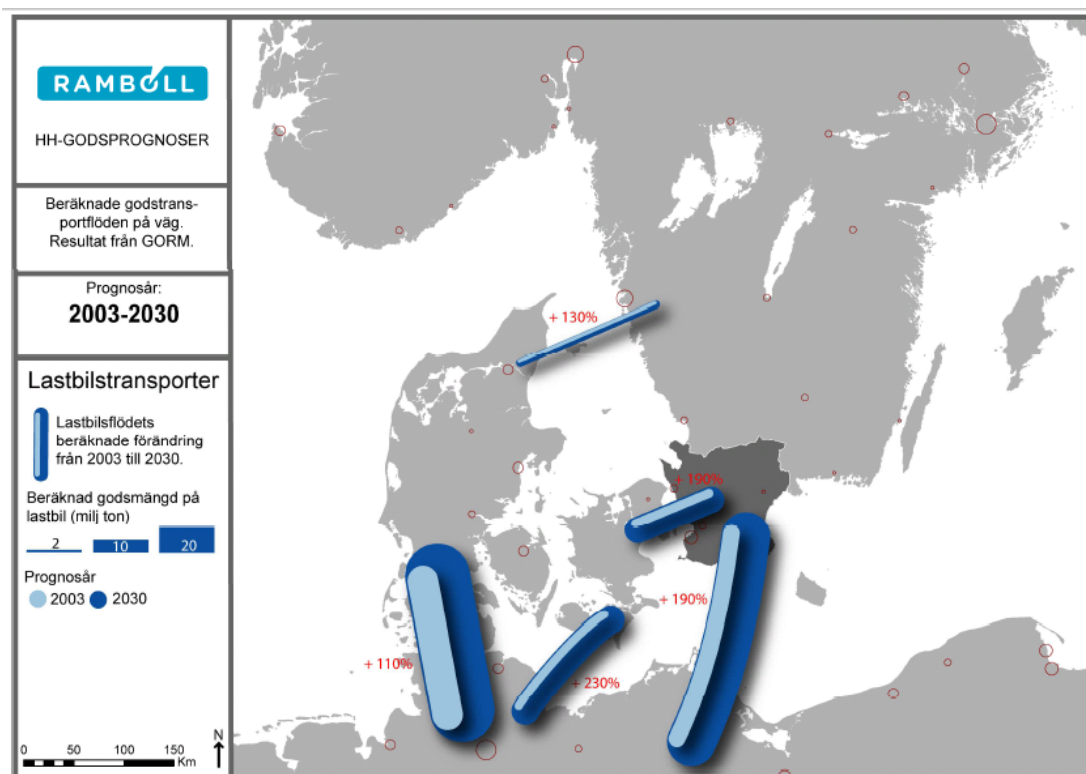 RAMBOLL
HH-GODSPROGNOSER
Beräknade godstrans-
portflöden på väg.
Resultat från GORM.
Prognosår:
2003-2030
Lastbilstransporter
Lastbilsflödets
beräknade förändring
från 2003 till 2030.
Beräknad godsmängd på
lastbil (milj ton)
2 10 20
Prognosår
2003 2030
0 50 100 150
Km
N
+ 130%
+ 190%
+ 190%
+ 110%
+ 230%